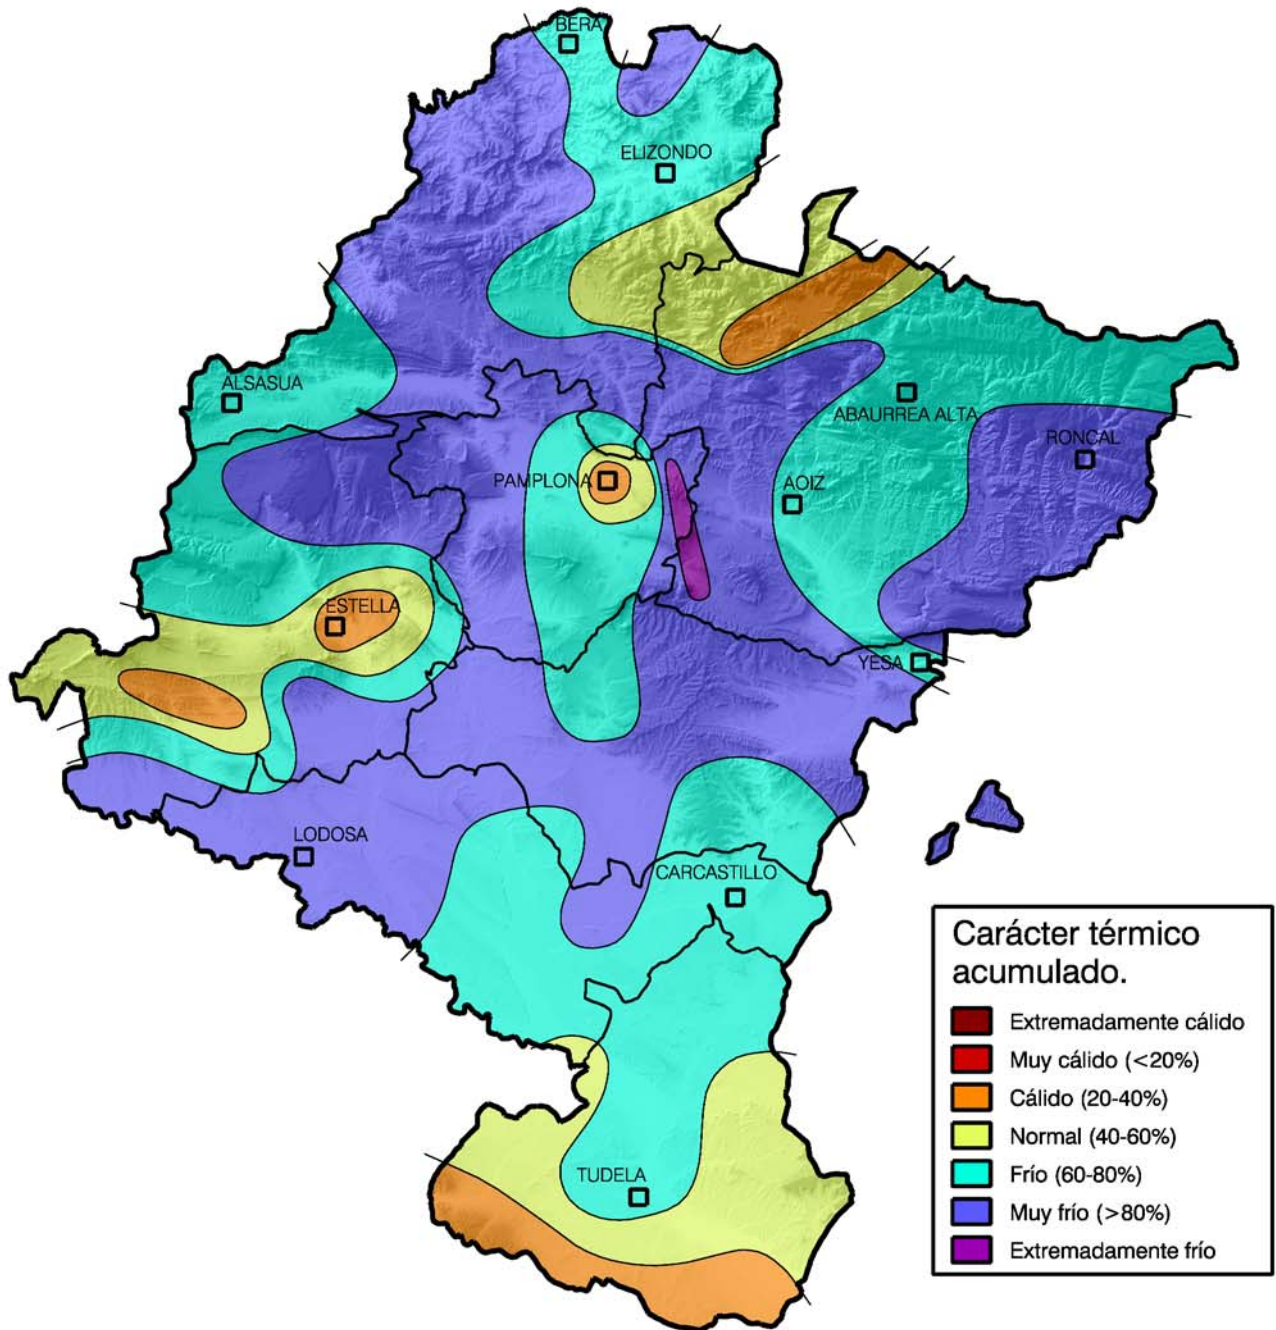 BERA
ELIZONDO
ALSASUA
ABAURREA ALTA
RONCAL
PAMPLONA
AOIZ
ESTELLA
YESA
LODOSA
CARCASTILLO
TUDELA
Carácter térmico
acumulado.
Extremadamente cálido
Muy cálido (<20%)
Cálido (20-40%)
Normal (40-60%)
Frío (60-80%)
Muy frío (>80%)
Extremadamente frío